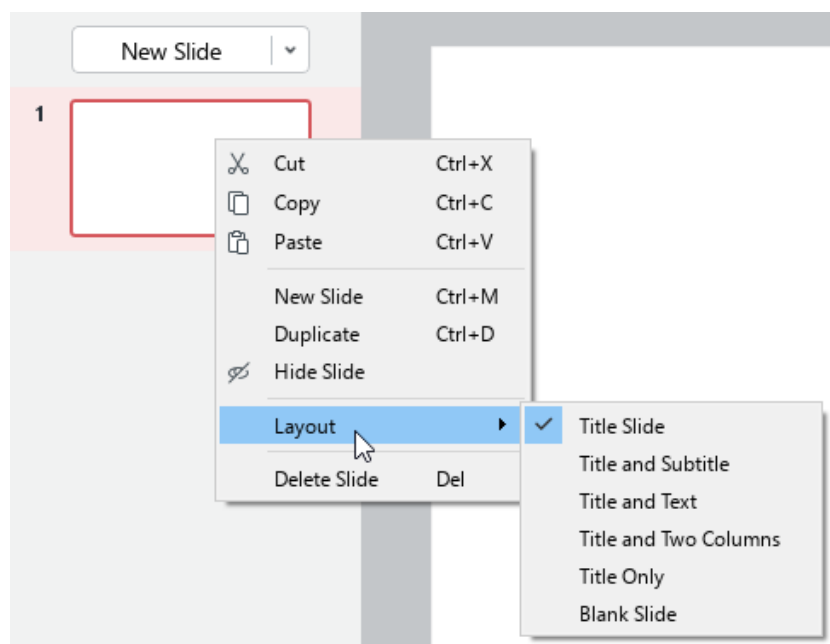 New Slide
1
Cut Ctrl+X
Copy Ctrl+C
Paste Ctrl+V
New Slide Ctrl+M
Duplicate Ctrl+D
Hide Slide
Layout
Delete Slide Del
Title Slide
Title and Subtitle
Title and Text
Title and Two Columns
Title Only
Blank Slide